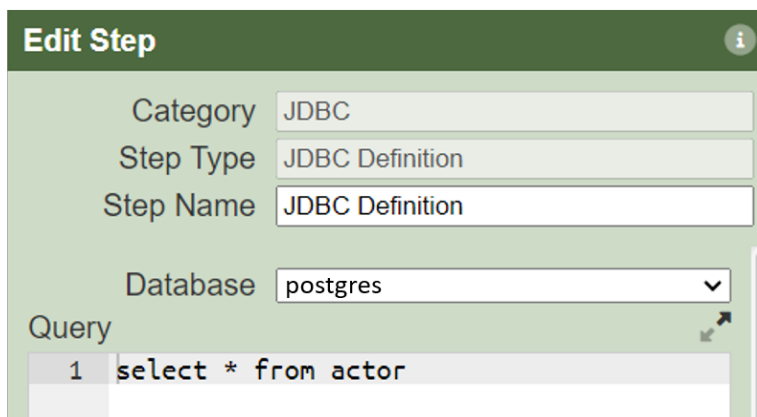 Edit Step
i
Category JDBC
Step Type JDBC Definition
Step Name JDBC Definition
Database postgres
Query
1 select * from actor